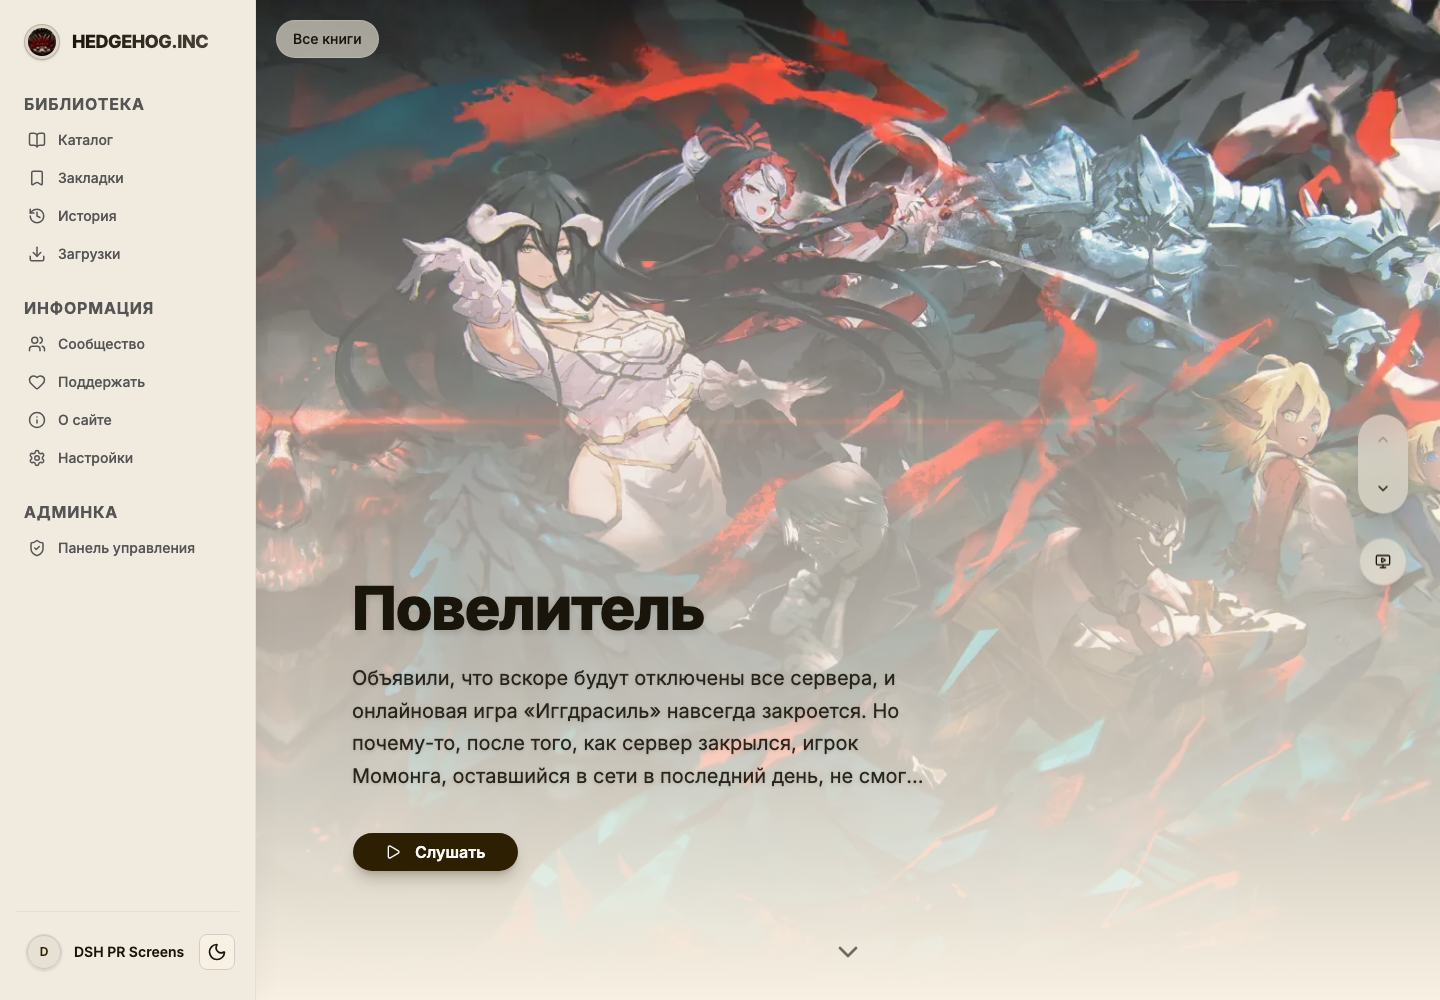 HEDGEHOG.INC
БИБЛИОТЕКА
Каталог
Закладки
История
Загрузки
ИНФОРМАЦИЯ
Сообщество
Поддержать
О сайте
Настройки
АДМИНКА
Панель управления
D
DSH PR Screens
Все книги
Повелитель
Объявили, что вскоре будут отключены все сервера, и
онлайновая игра «Иггдрасиль» навсегда закроется. Но
почему-то, после того, как сервер закрылся, игрок
Момонга, оставшийся в сети в последний день, не смог…
Слушать